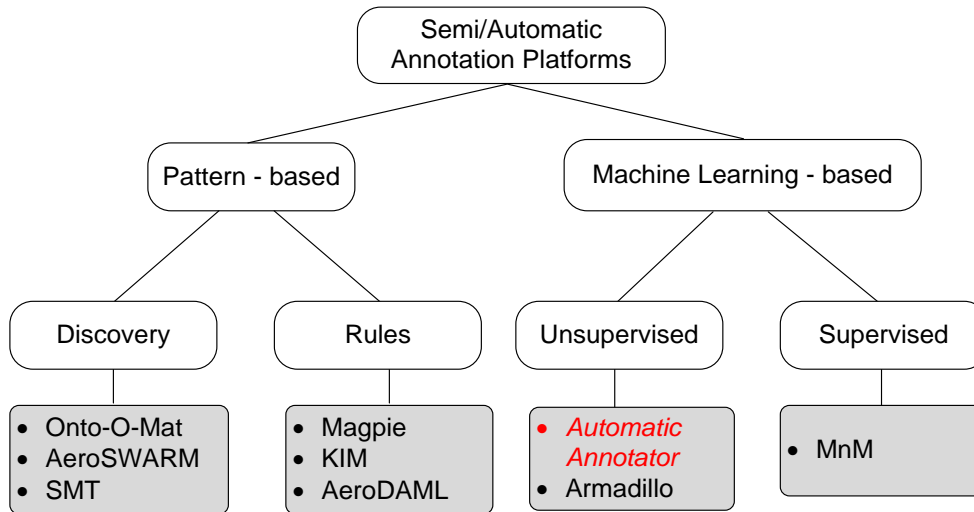 Semi/Automatic
Annotation Platforms
Pattern - based
Machine Learning - based
Discovery
Rules
Unsupervised
Supervised
• Onto-O-Mat
• AeroSWARM
• SMT
• Magpie
• KIM
• AeroDAML
• Automatic
Annotator
• Armadillo
• MnM